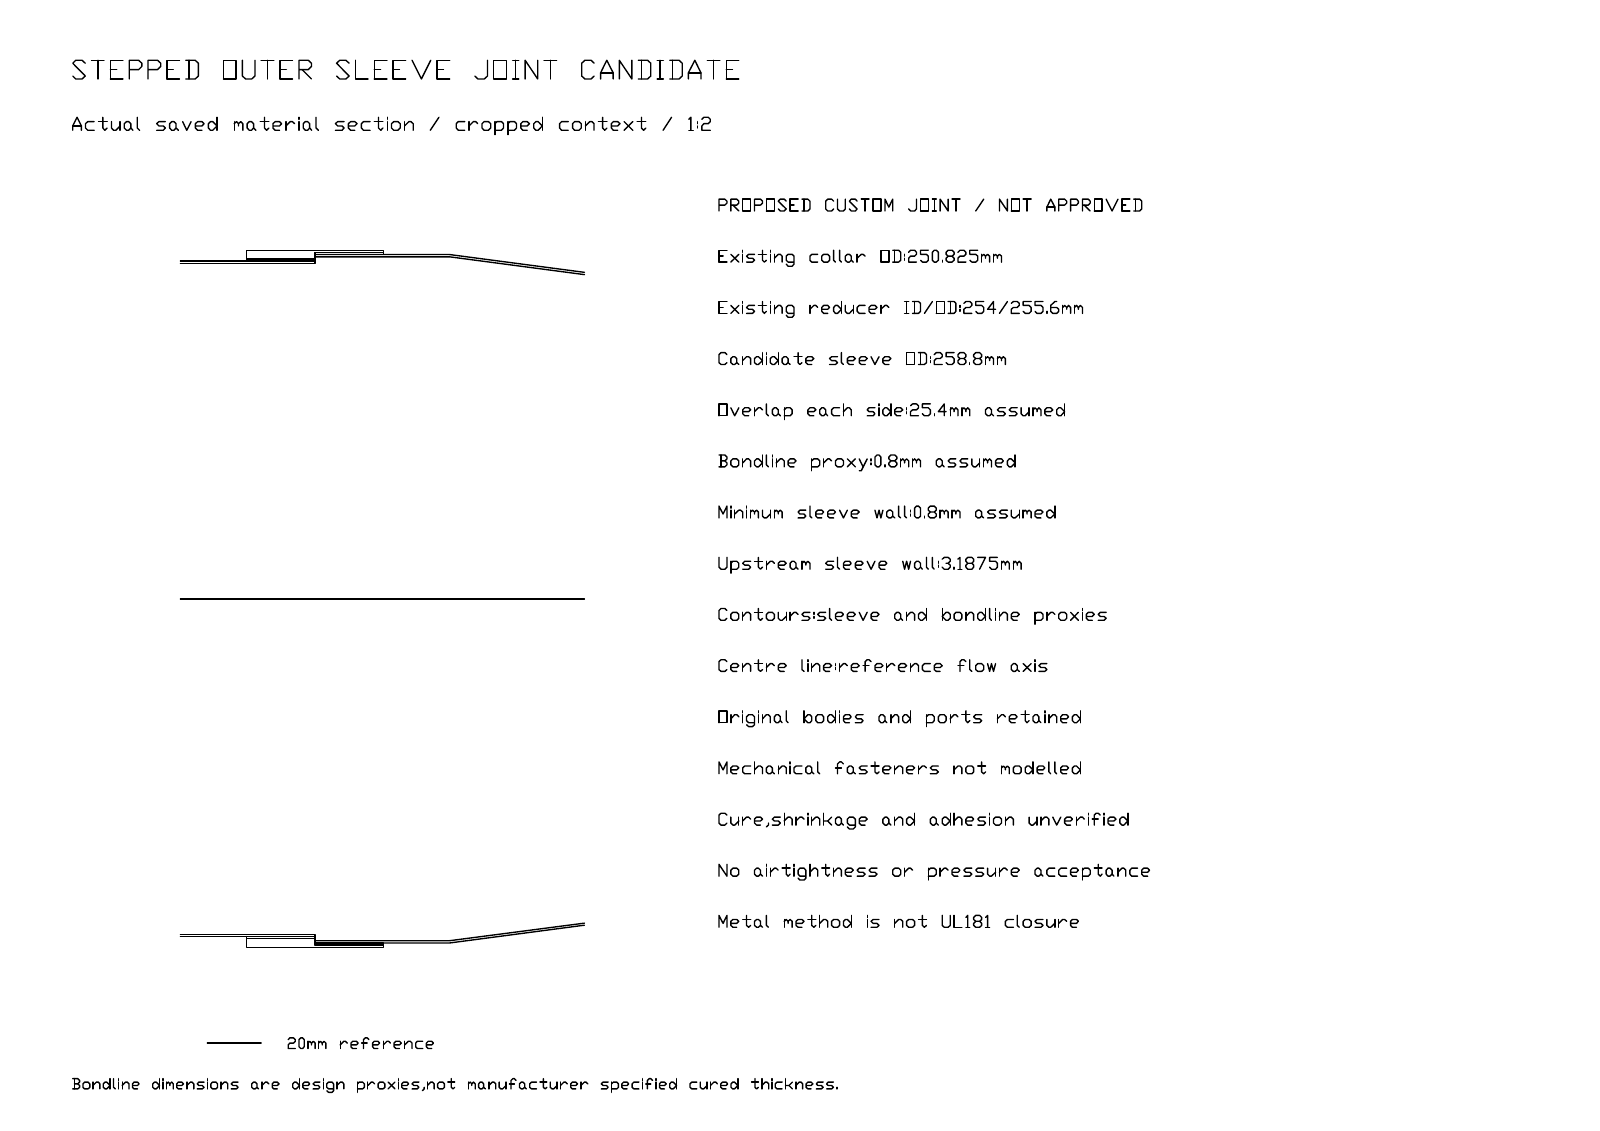 STEPPED OUTER SLEEVE JOINT CANDIDATE
Actual saved material section / cropped context / 1:2
PROPOSED CUSTOM JOINT / NOT APPROVED
Existing collar OD:250.825mm
Existing reducer ID/OD:254/255.6mm
Candidate sleeve OD:258.8mm
Overlap each side:25.4mm assumed
Bondline proxy:0.8mm assumed
Minimum sleeve wall:0.8mm assumed
Upstream sleeve wall:3.1875mm
Contours:sleeve and bondline proxies
Centre line:reference flow axis
Original bodies and ports retained
Mechanical fasteners not modelled
Cure,shrinkage and adhesion unverified
No airtightness or pressure acceptance
Metal method is not UL181 closure
20mm reference
Bondline dimensions are design proxies,not manufacturer specified cured thickness.